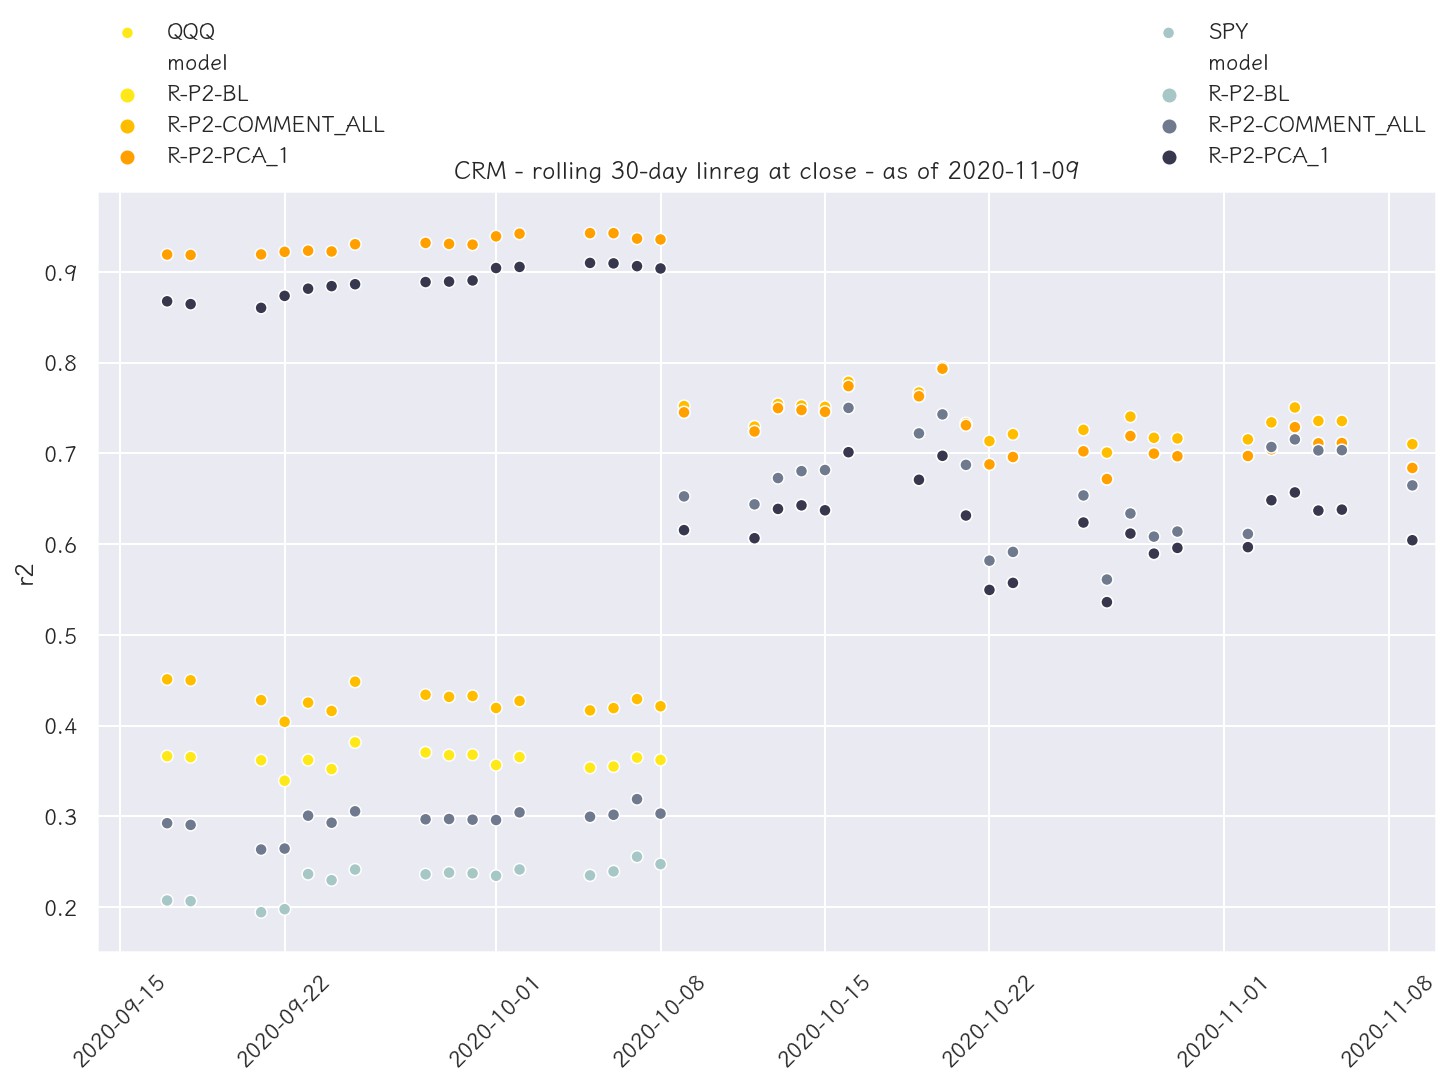 QQQ
model
R-P2-BL
R-P2-COMMENT_ALL
R-P2-PCA_1
SPY
model
R-P2-BL
R-P2-COMMENT_ALL
R-P2-PCA_1
CRM - rolling 30-day linreg at close - as of 2020-11-09
0.9
0.8
0.7
0.6
0.5
0.4
0.3
0.2
r2
2020-09-15
2020-09-22
2020-10-01
2020-10-08
2020-10-15
2020-10-22
2020-11-01
2020-11-08